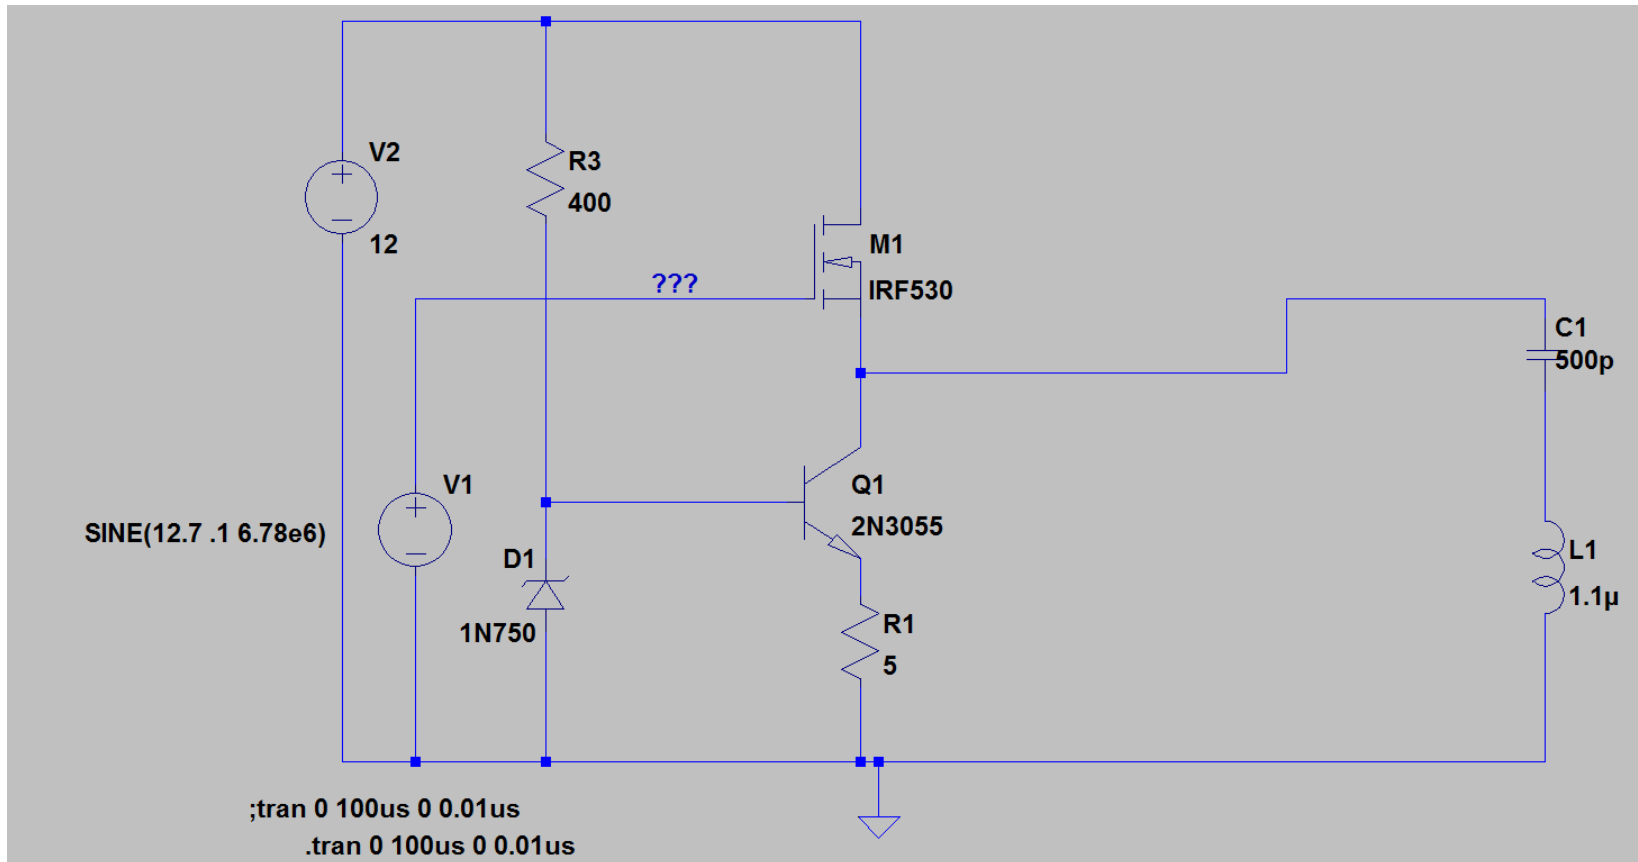 V2
12
R3
400
M1
IRF530
???
C1
500p
V1
SINE(12.7 .1 6.78e6)
Q1
2N3055
D1
1N750
L1
1.1µ
R1
5
;tran 0 100us 0 0.01us
.tran 0 100us 0 0.01us